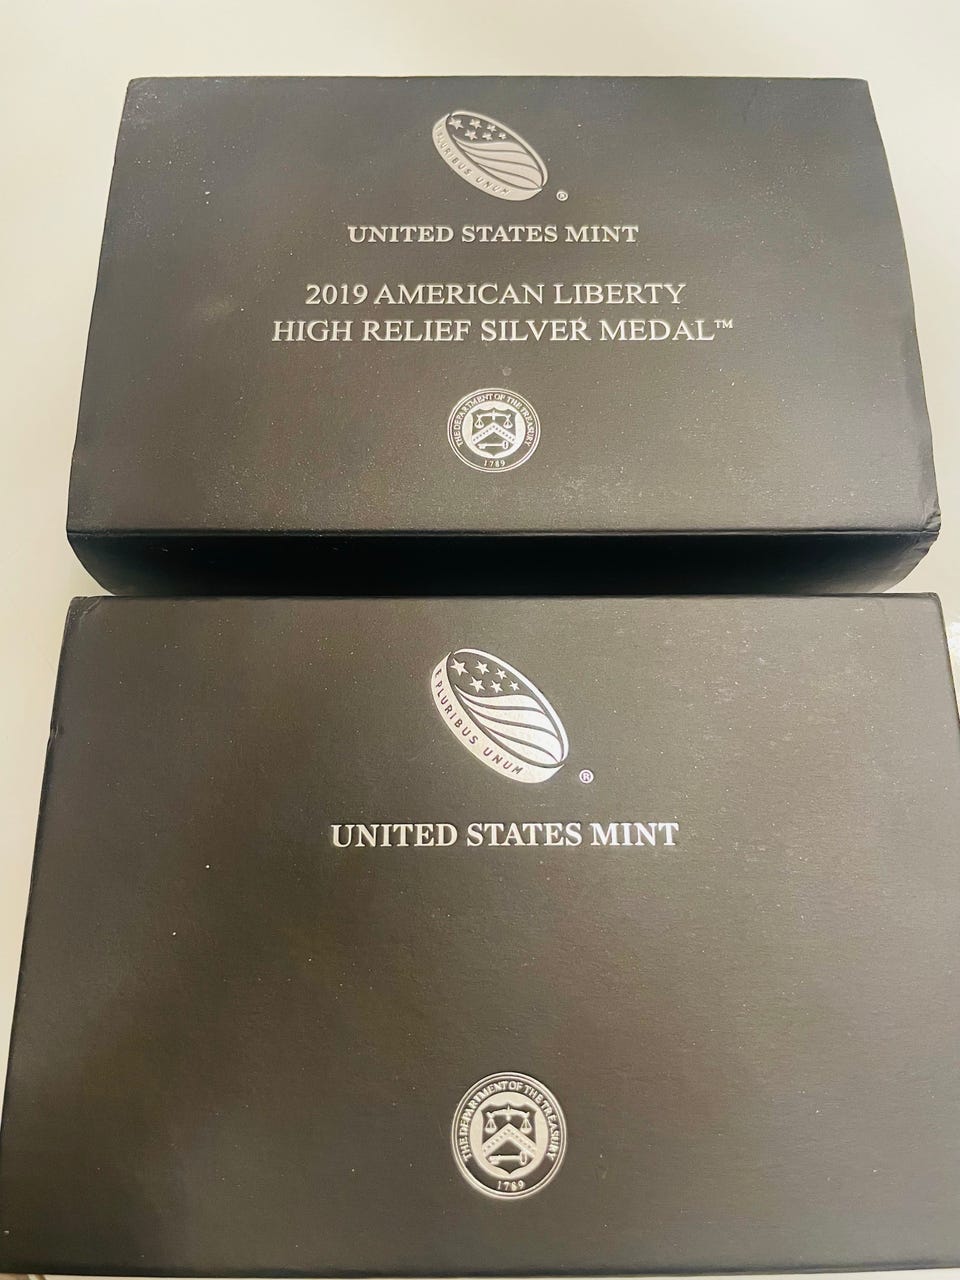 E PLURIBUS UNUM
®
UNITED STATES MINT
2019 AMERICAN LIBERTY
HIGH RELIEF SILVER MEDAL™
THE DEPARTMENT OF THE TREASURY
1789
E PLURIBUS UNUM
®
UNITED STATES MINT
THE DEPARTMENT OF THE TREASURY
1789